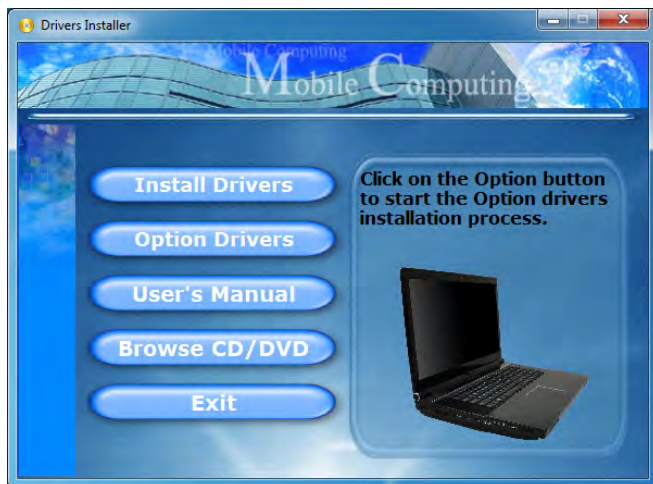 Drivers Installer
Mobile Computing
Mobile Computing
Install Drivers
Option Drivers
User's Manual
Browse CD/DVD
Exit
Click on the Option button
to start the Option drivers
installation process.